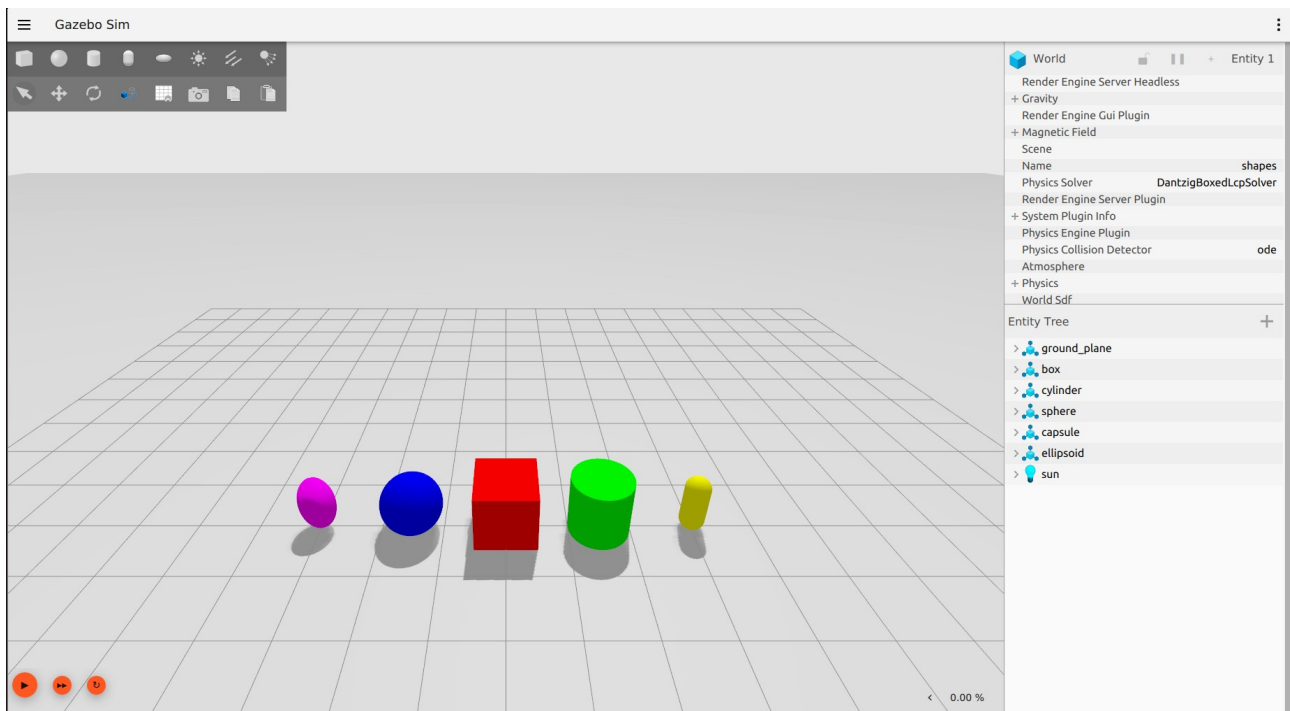 Gazebo Sim
World Entity 1
Render Engine Server Headless
+ Gravity
Render Engine Gui Plugin
+ Magnetic Field
Scene
Name shapes
Physics Solver DantzigBoxedLcpSolver
Render Engine Server Plugin
+ System Plugin Info
Physics Engine Plugin
Physics Collision Detector ode
Atmosphere
+ Physics
World Sdf
Entity Tree
ground_plane
box
cylinder
sphere
capsule
ellipsoid
sun
0.00 %